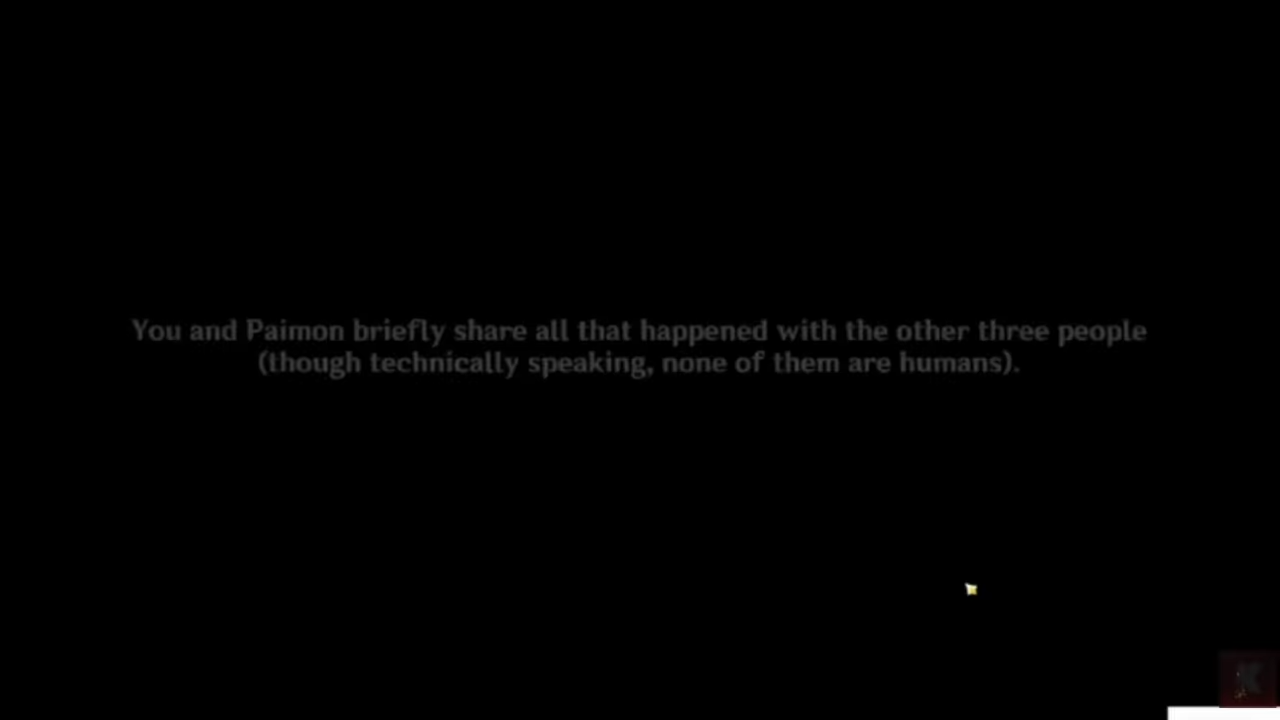 You and Paimon briefly share all that happened with the other three people
(though technically speaking, none of them are humans).